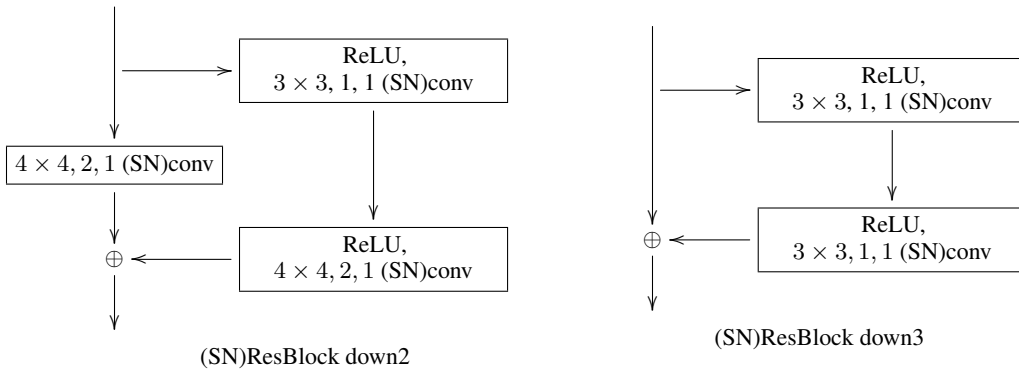 ReLU,
3 × 3, 1, 1 (SN)conv
4 × 4, 2, 1 (SN)conv
ReLU,
4 × 4, 2, 1 (SN)conv
⊕
(SN)ResBlock down2
ReLU,
3 × 3, 1, 1 (SN)conv
ReLU,
3 × 3, 1, 1 (SN)conv
⊕
(SN)ResBlock down3